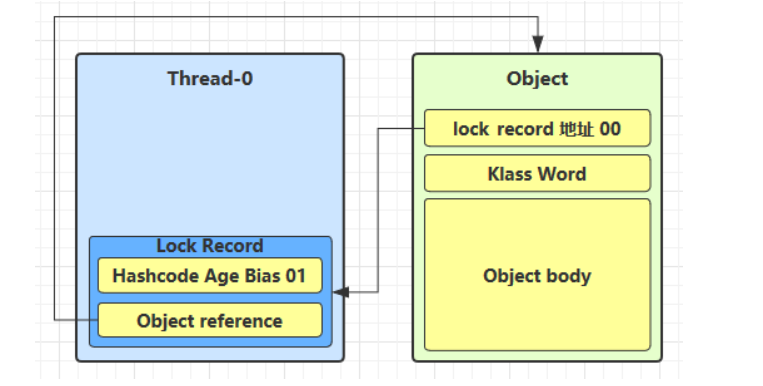 Thread-0
Lock Record
Hashcode Age Bias 01
Object reference
Object
lock record 地址 00
Klass Word
Object body